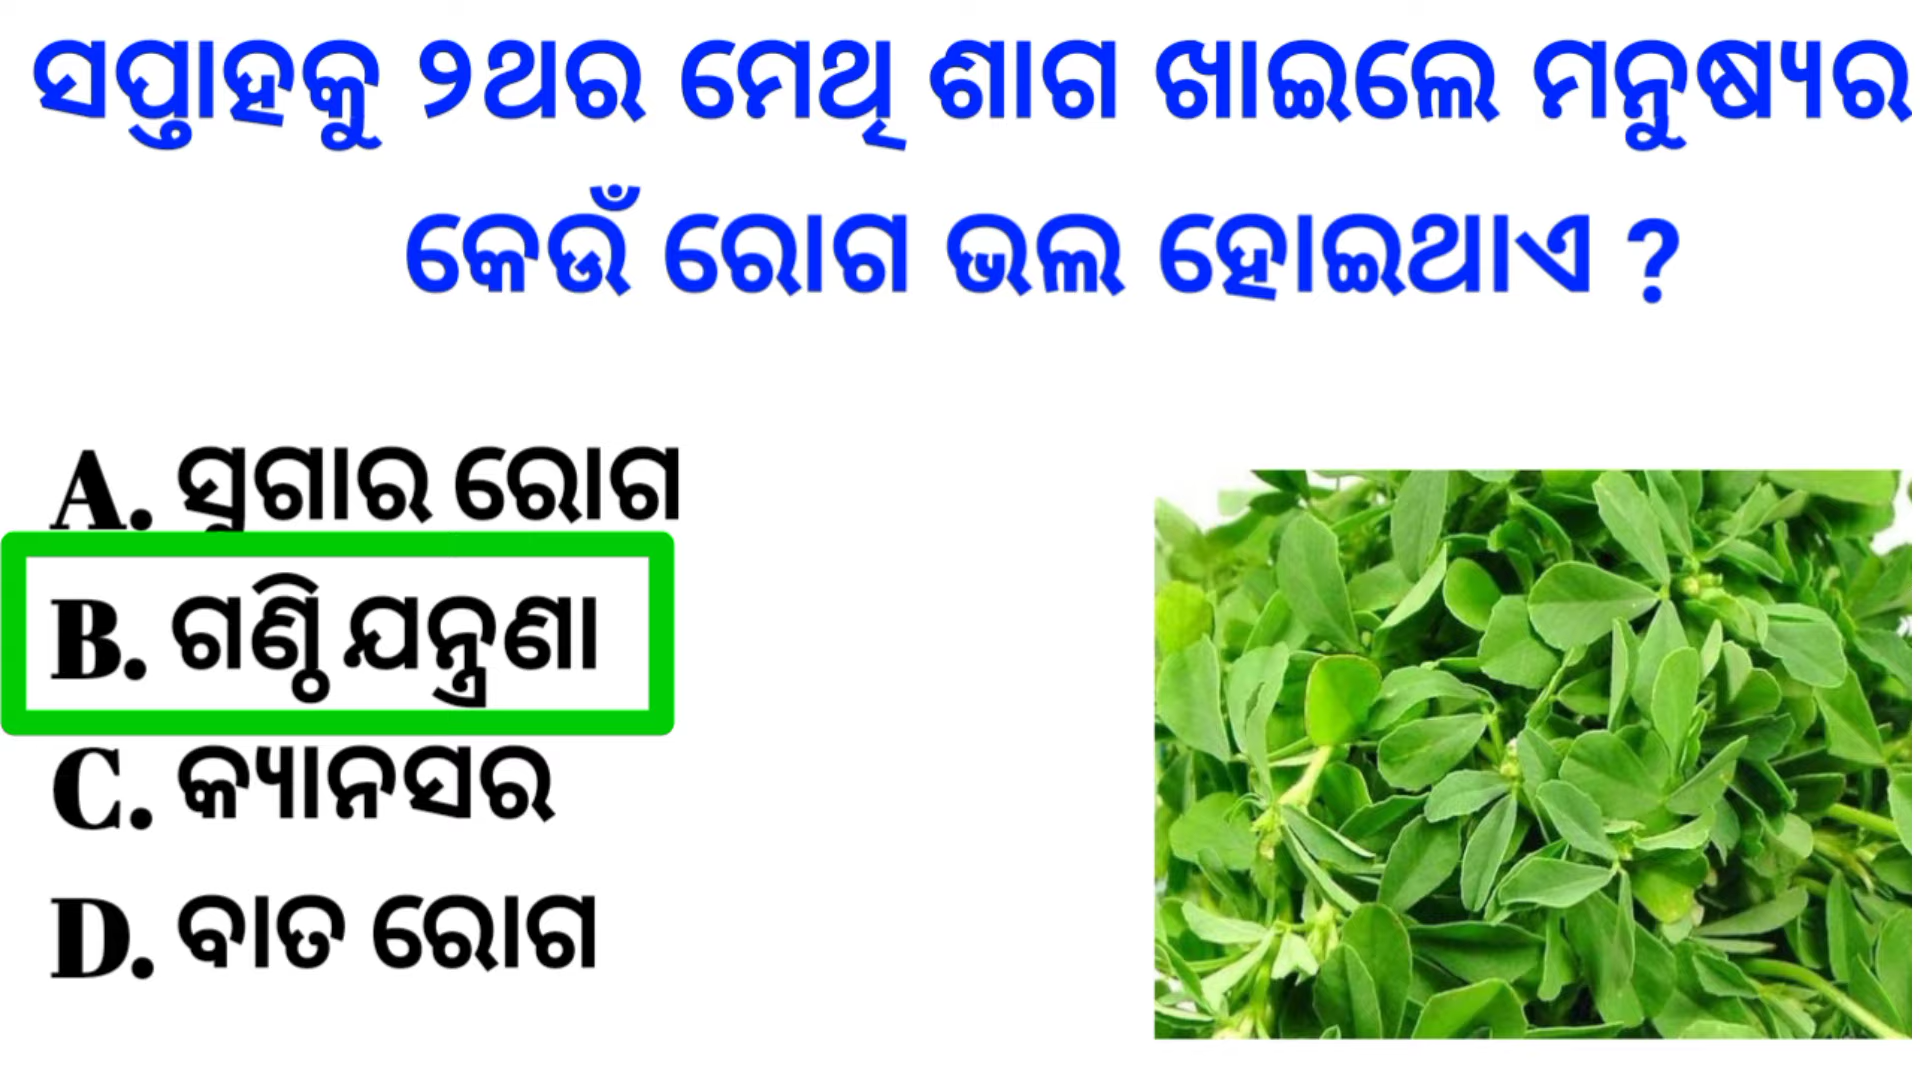 ସପ୍ତାହକୁ ୨ଥର ମେଥି ଶାଗ ଖାଇଲେ ମନୁଷ୍ୟର
କେଉଁ ରୋଗ ଭଲ ହୋଇଥାଏ ?
A. ସୁଗାର ରୋଗ
B. ଗଣ୍ଠି ଯନ୍ତ୍ରଣା
C. କ୍ୟାନସର
D. ବାତ ରୋଗ